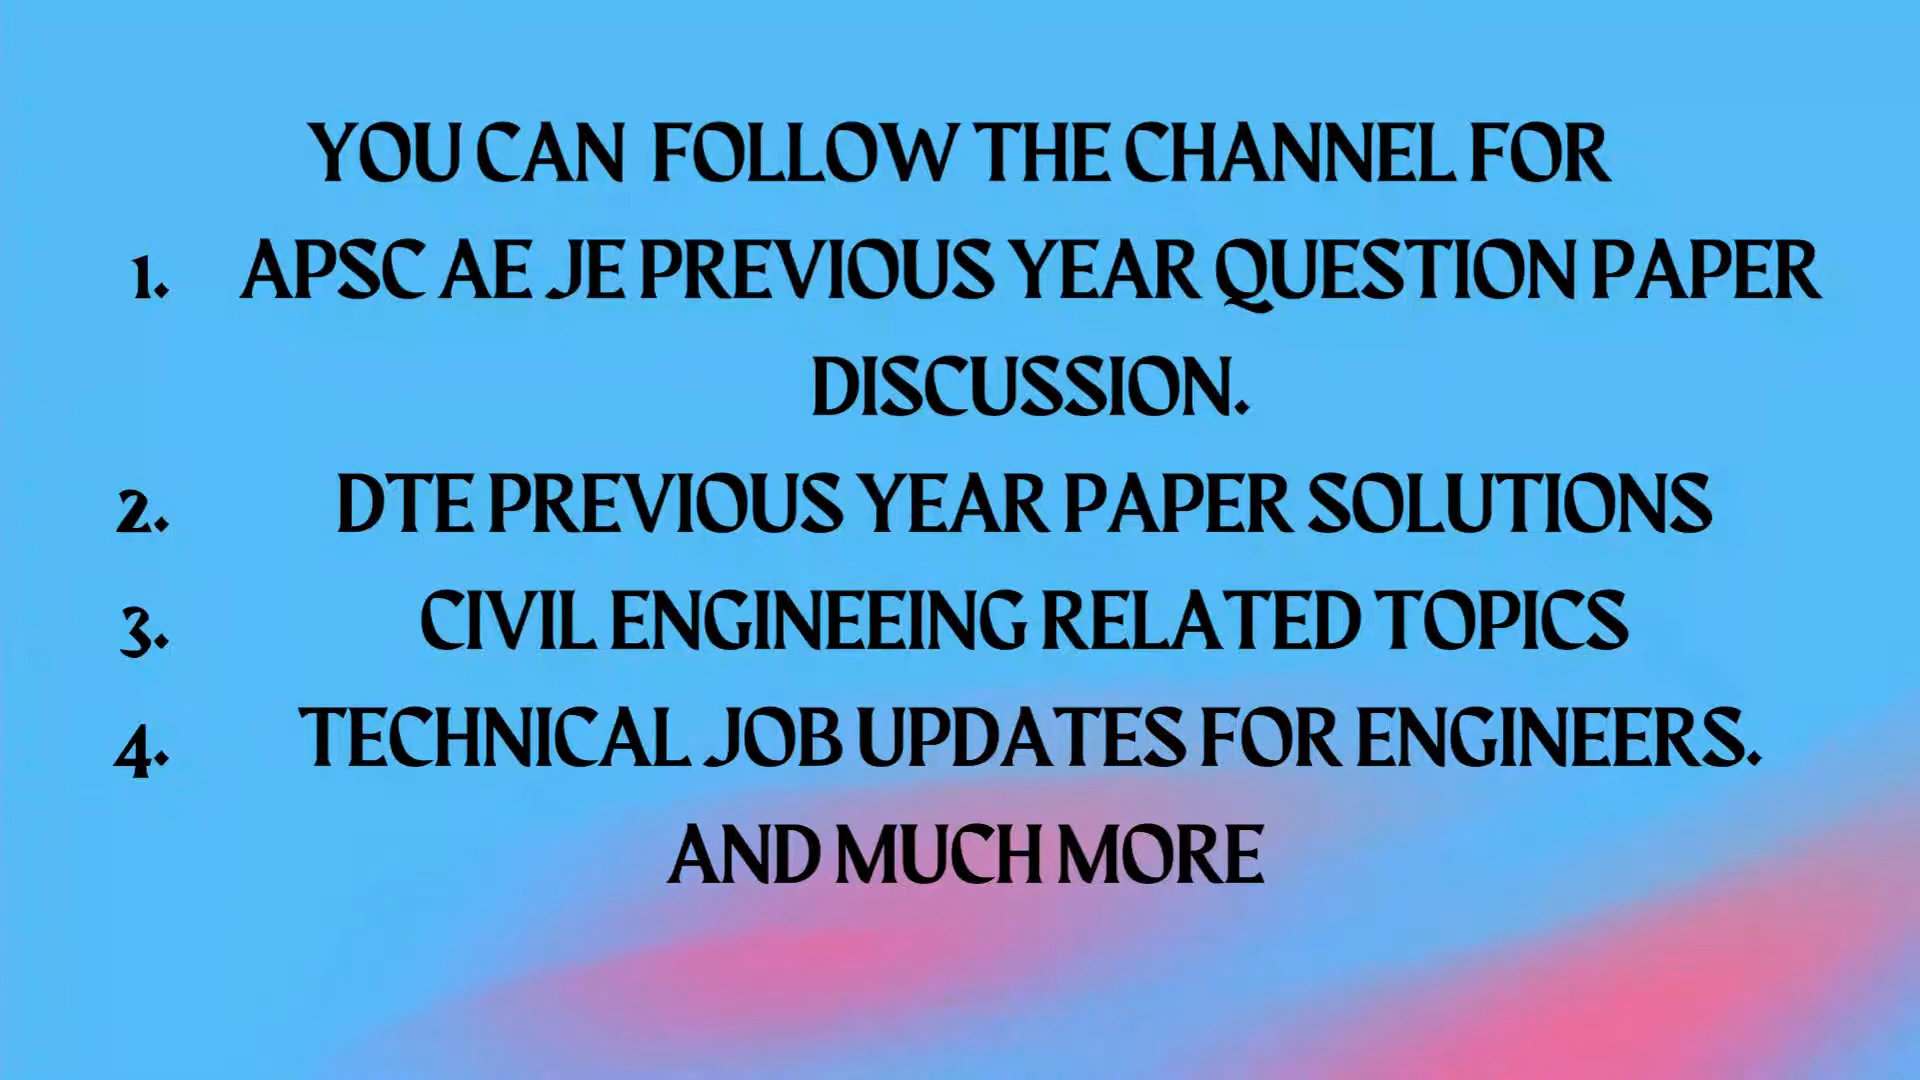 YOU CAN FOLLOW THE CHANNEL FOR
1. APSC AE JE PREVIOUS YEAR QUESTION PAPER
DISCUSSION.
2. DTE PREVIOUS YEAR PAPER SOLUTIONS
3. CIVIL ENGINEEING RELATED TOPICS
4. TECHNICAL JOB UPDATES FOR ENGINEERS.
AND MUCH MORE